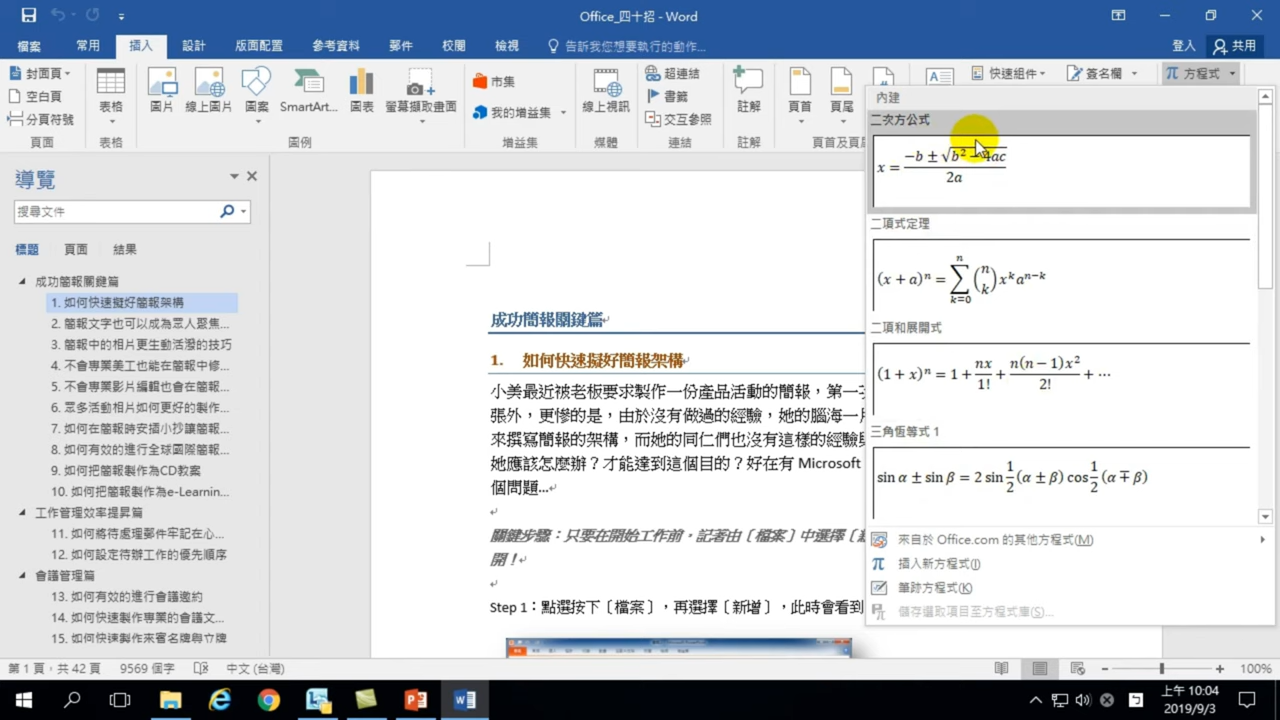 Office_四十招 - Word
檔案 常用 插入 設計 版面配置 參考資料 郵件 校閱 檢視 告訴我您想要執行的動作... 登入 共用
封面頁
空白頁
分頁符號
頁面
表格
表格
圖片 線上圖片 圖案 SmartArt... 圖表 螢幕擷取畫面
圖例
市集
我的增益集
增益集
線上視訊
媒體
超連結
書籤
交互參照
連結
註解
註解
頁首 頁尾
快速組件 簽名欄 π 方程式
導覽
搜尋文件
標題 頁面 結果
成功簡報關鍵篇
1. 如何快速擬好簡報架構
2. 簡報文字也可以成為眾人聚焦...
3. 簡報中的相片更生動活潑的技巧
4. 不會專業美工也能在簡報中修...
5. 不會專業影片編輯也會在簡報...
6. 眾多活動相片如何更好的製作...
7. 如何在簡報時安插小抄讓簡報...
8. 如何有效的進行全球國際簡報...
9. 如何把簡報製作為CD教案
10. 如何把簡報製作為e-Learnin...
工作管理效率提昇篇
11. 如何將待處理郵件牢記在心...
12. 如何設定待辦工作的優先順序
會議管理篇
13. 如何有效的進行會議邀約
14. 如何快速製作專業的會議文...
15. 如何快速製作來賓名牌與立牌
成功簡報關鍵篇
1. 如何快速擬好簡報架構
小美最近被老板要求製作一份產品活動的簡報，第一
張外，更慘的是，由於沒有做過的經驗，她的腦海一
來撰寫簡報的架構，而她的同仁們也沒有這樣的經驗
她應該怎麼辦？才能達到這個目的？好在有 Microsoft
個問題...
關鍵步驟：只要在開始工作前，記著由〔檔案〕中選擇〔
開！
Step 1：點選按下〔檔案〕，再選擇〔新增〕，此時會看到
內建
二次方公式
x = (−b ± √(b² − 4ac)) / 2a
二項式定理
(x + a)ⁿ = ∑_{k=0}^{n} (n k) xᵏaⁿ⁻ᵏ
二項和展開式
(1 + x)ⁿ = 1 + nx/1! + n(n − 1)x²/2! + ⋯
三角恆等式 1
sin α ± sin β = 2 sin 1/2 (α ± β) cos 1/2 (α ∓ β)
來自於 Office.com 的其他方程式(M)
π 插入新方程式(I)
筆跡方程式(K)
儲存選取項目至方程式庫(S)...
第 1 頁，共 42 頁 9569 個字 中文 (台灣) 100%
上午 10:04
2019/9/3